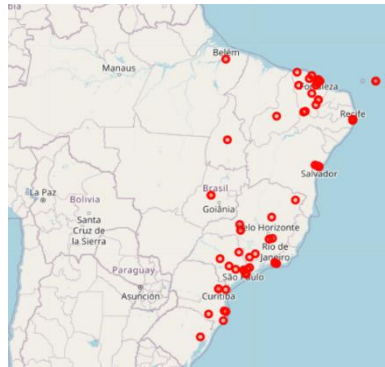 bia
Belém
Manaus
Fortaleza
Recife
Salvador
Brasil
La Paz
Bolivia
Goiânia
Santa
Cruz de
la Sierra
Belo Horizonte
Rio de
Janeiro
Paraguay
São Paulo
Asunción
Curitiba